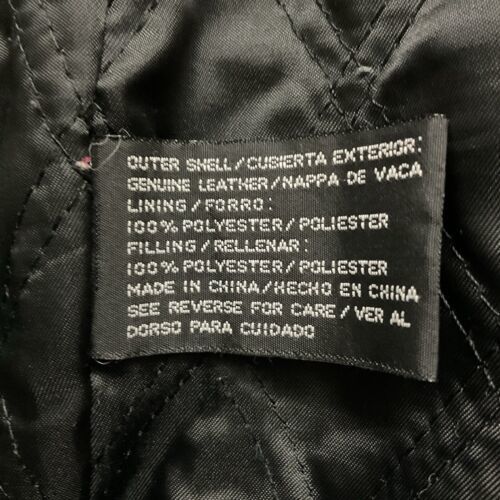 OUTER SHELL/CUBIERTA EXTERIOR:
GENUINE LEATHER/NAPPA DE VACA
LINING/FORRO:
100% POLYESTER/POLIESTER
FILLING/RELLENAR:
100% POLYESTER/POLIESTER
MADE IN CHINA/HECHO EN CHINA
SEE REVERSE FOR CARE/VER AL
DORSO PARA CUIDADO